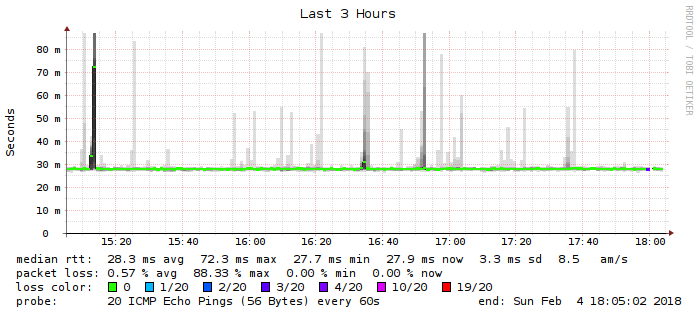 Last 3 Hours
RRDTOOL / TOBI OETIKER
Seconds
80 m
70 m
60 m
50 m
40 m
30 m
20 m
10 m
0
15:20 15:40 16:00 16:20 16:40 17:00 17:20 17:40 18:00
median rtt: 28.3 ms avg 72.3 ms max 27.7 ms min 27.9 ms now 3.3 ms sd 8.5 am/s
packet loss: 0.57 % avg 88.33 % max 0.00 % min 0.00 % now
loss color: 0 1/20 2/20 3/20 4/20 10/20 19/20
probe: 20 ICMP Echo Pings (56 Bytes) every 60s end: Sun Feb 4 18:05:02 2018